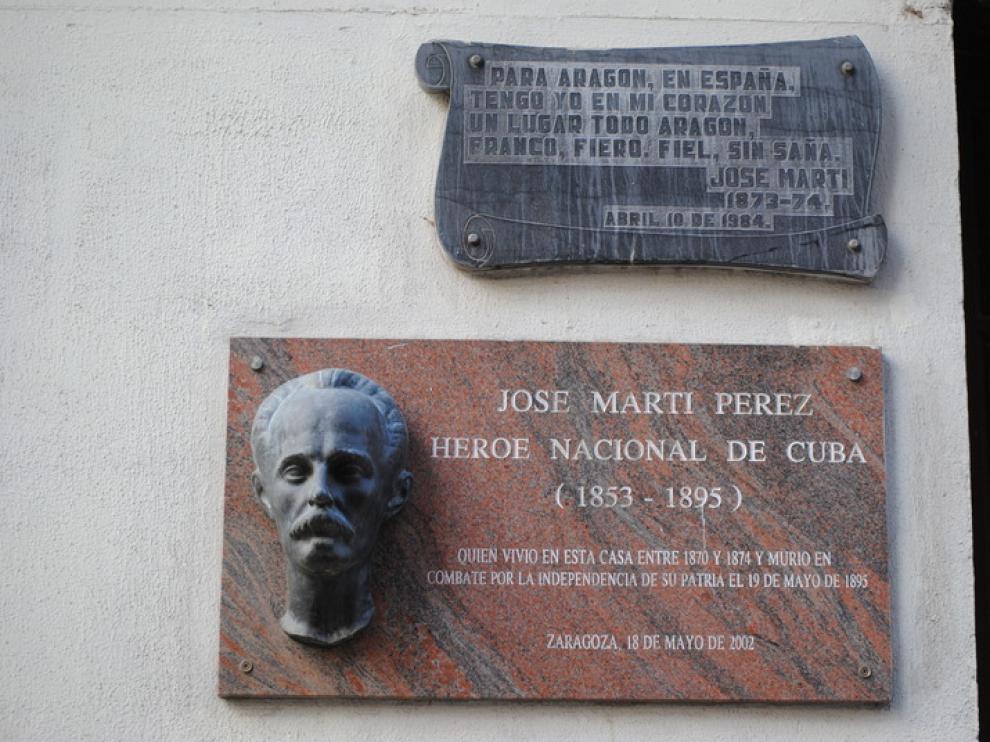 PARA ARAGON, EN ESPAÑA,
TENGO YO EN MI CORAZON
UN LUGAR TODO ARAGON,
FRANCO, FIERO, FIEL, SIN SAÑA.
JOSE MARTI
1873-74.
ABRIL, 10 DE 1984.
JOSE MARTI PEREZ
HEROE NACIONAL DE CUBA
(1853 - 1895)
QUIEN VIVIO EN ESTA CASA ENTRE 1870 Y 1874 Y MURIO EN
COMBATE POR LA INDEPENDENCIA DE SU PATRIA EL 19 DE MAYO DE 1895
ZARAGOZA, 18 DE MAYO DE 2002